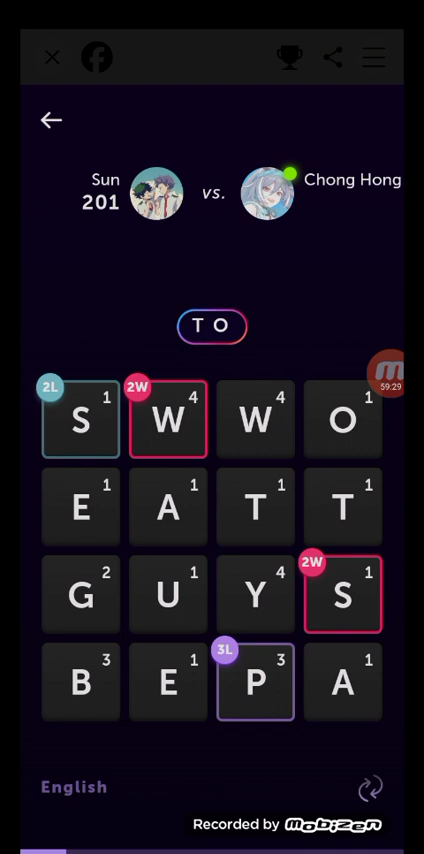 Sun
201
vs.
Chong Hong
T O
59:29
2L
S 1
2W
W 4
W 4
O 1
E 1
A 1
T 1
T 1
G 2
U 1
Y 4
2W
S 1
B 3
E 1
3L
P 3
A 1
English
Recorded by Mobizen